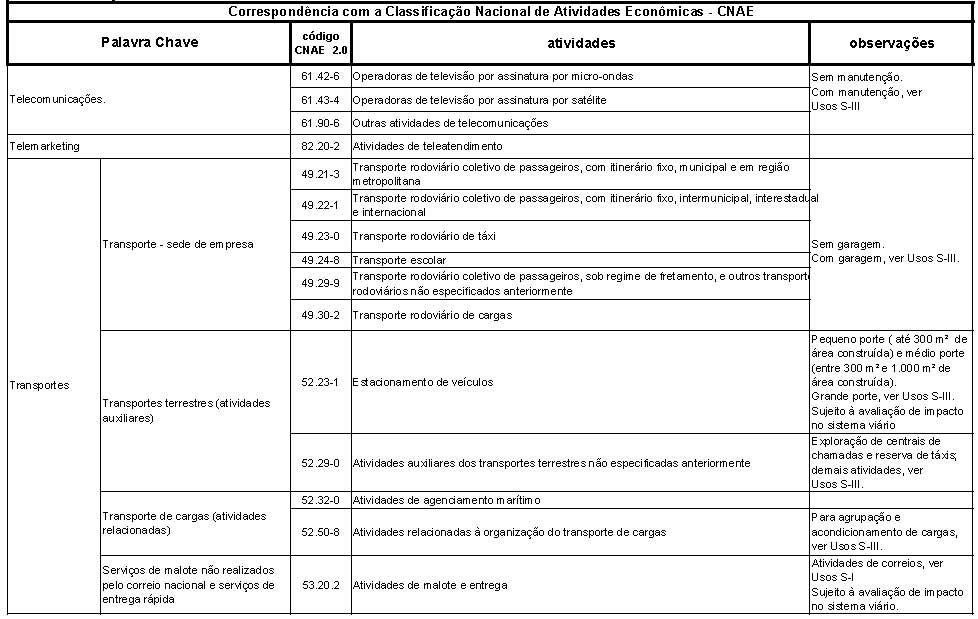 Correspondência com a Classificação Nacional de Atividades Econômicas - CNAE
Palavra Chave
código
CNAE 2.0
atividades
observações
Telecomunicações.
61.42-6
Operadoras de televisão por assinatura por micro-ondas
61.43-4
Operadoras de televisão por assinatura por satélite
61.90-6
Outras atividades de telecomunicações
Sem manutenção.
Com manutenção, ver
Usos S-III
Telemarketing
82.20-2
Atividades de teleatendimento
Transportes
Transporte - sede de empresa
49.21-3
Transporte rodoviário coletivo de passageiros, com itinerário fixo, municipal e em região
metropolitana
49.22-1
Transporte rodoviário coletivo de passageiros, com itinerário fixo, intermunicipal, interestadual
e internacional
49.23-0
Transporte rodoviário de táxi
49.24-8
Transporte escolar
49.29-9
Transporte rodoviário coletivo de passageiros, sob regime de fretamento, e outros transporte
rodoviários não especificados anteriormente
49.30-2
Transporte rodoviário de cargas
Sem garagem.
Com garagem, ver Usos S-III.
Transportes terrestres (atividades
auxiliares)
52.23-1
Estacionamento de veículos
Pequeno porte ( até 300 m² de
área construída) e médio porte
(entre 300 m² e 1.000 m² de
área construída).
Grande porte, ver Usos S-III.
Sujeito à avaliação de impacto
no sistema viário
52.29-0
Atividades auxiliares dos transportes terrestres não especificadas anteriormente
Exploração de centrais de
chamadas e reserva de táxis;
demais atividades, ver
Usos S-III.
Transporte de cargas (atividades
relacionadas)
52.32-0
Atividades de agenciamento marítimo
52.50-8
Atividades relacionadas à organização do transporte de cargas
Para agrupação e
acondicionamento de cargas,
ver Usos S-III.
Serviços de malote não realizados
pelo correio nacional e serviços de
entrega rápida
53.20.2
Atividades de malote e entrega
Atividades de correios, ver
Usos S-I
Sujeito à avaliação de impacto
no sistema viário.